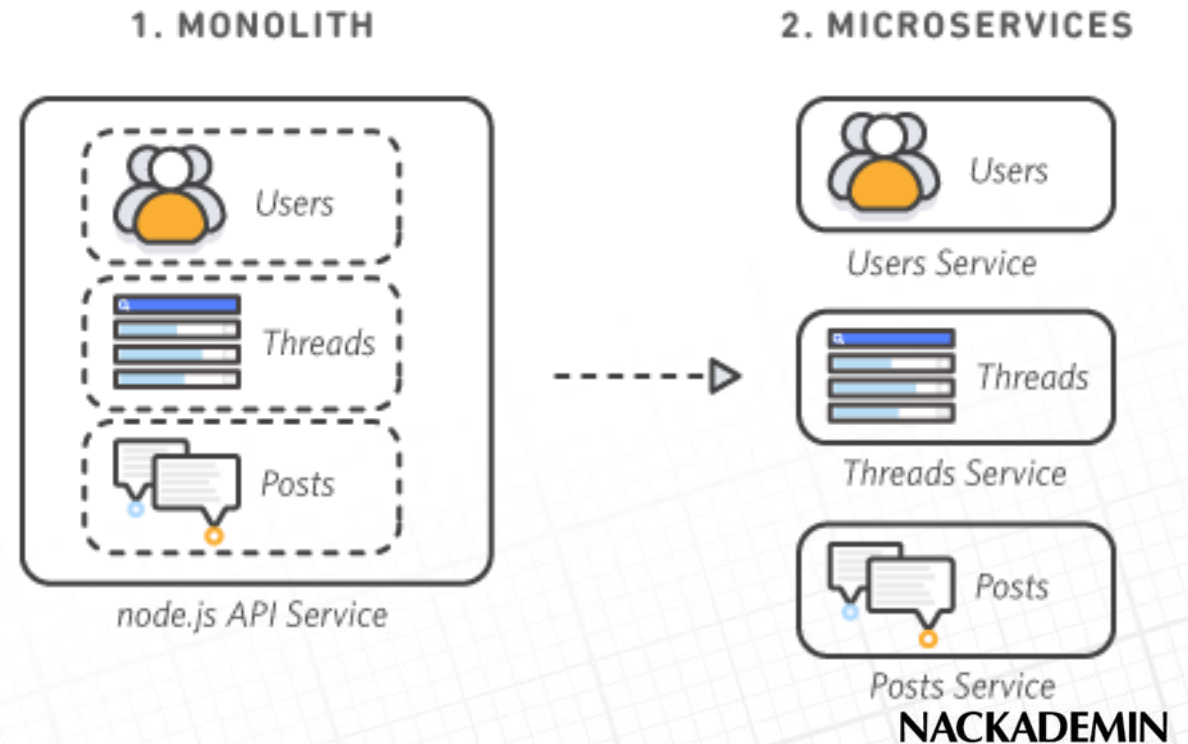 1. MONOLITH
Users
Threads
Posts
node.js API Service
2. MICROSERVICES
Users
Users Service
Threads
Threads Service
Posts
Posts Service
NACKADEMIN